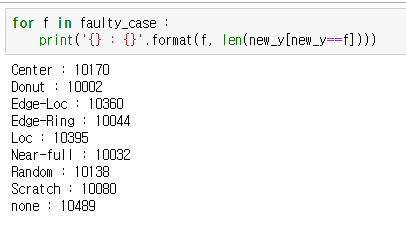 for f in faulty_case :
    print('{} : {}'.format(f, len(new_y[new_y==f])))
Center : 10170
Donut : 10002
Edge-Loc : 10360
Edge-Ring : 10044
Loc : 10395
Near-full : 10032
Random : 10138
Scratch : 10080
none : 10489